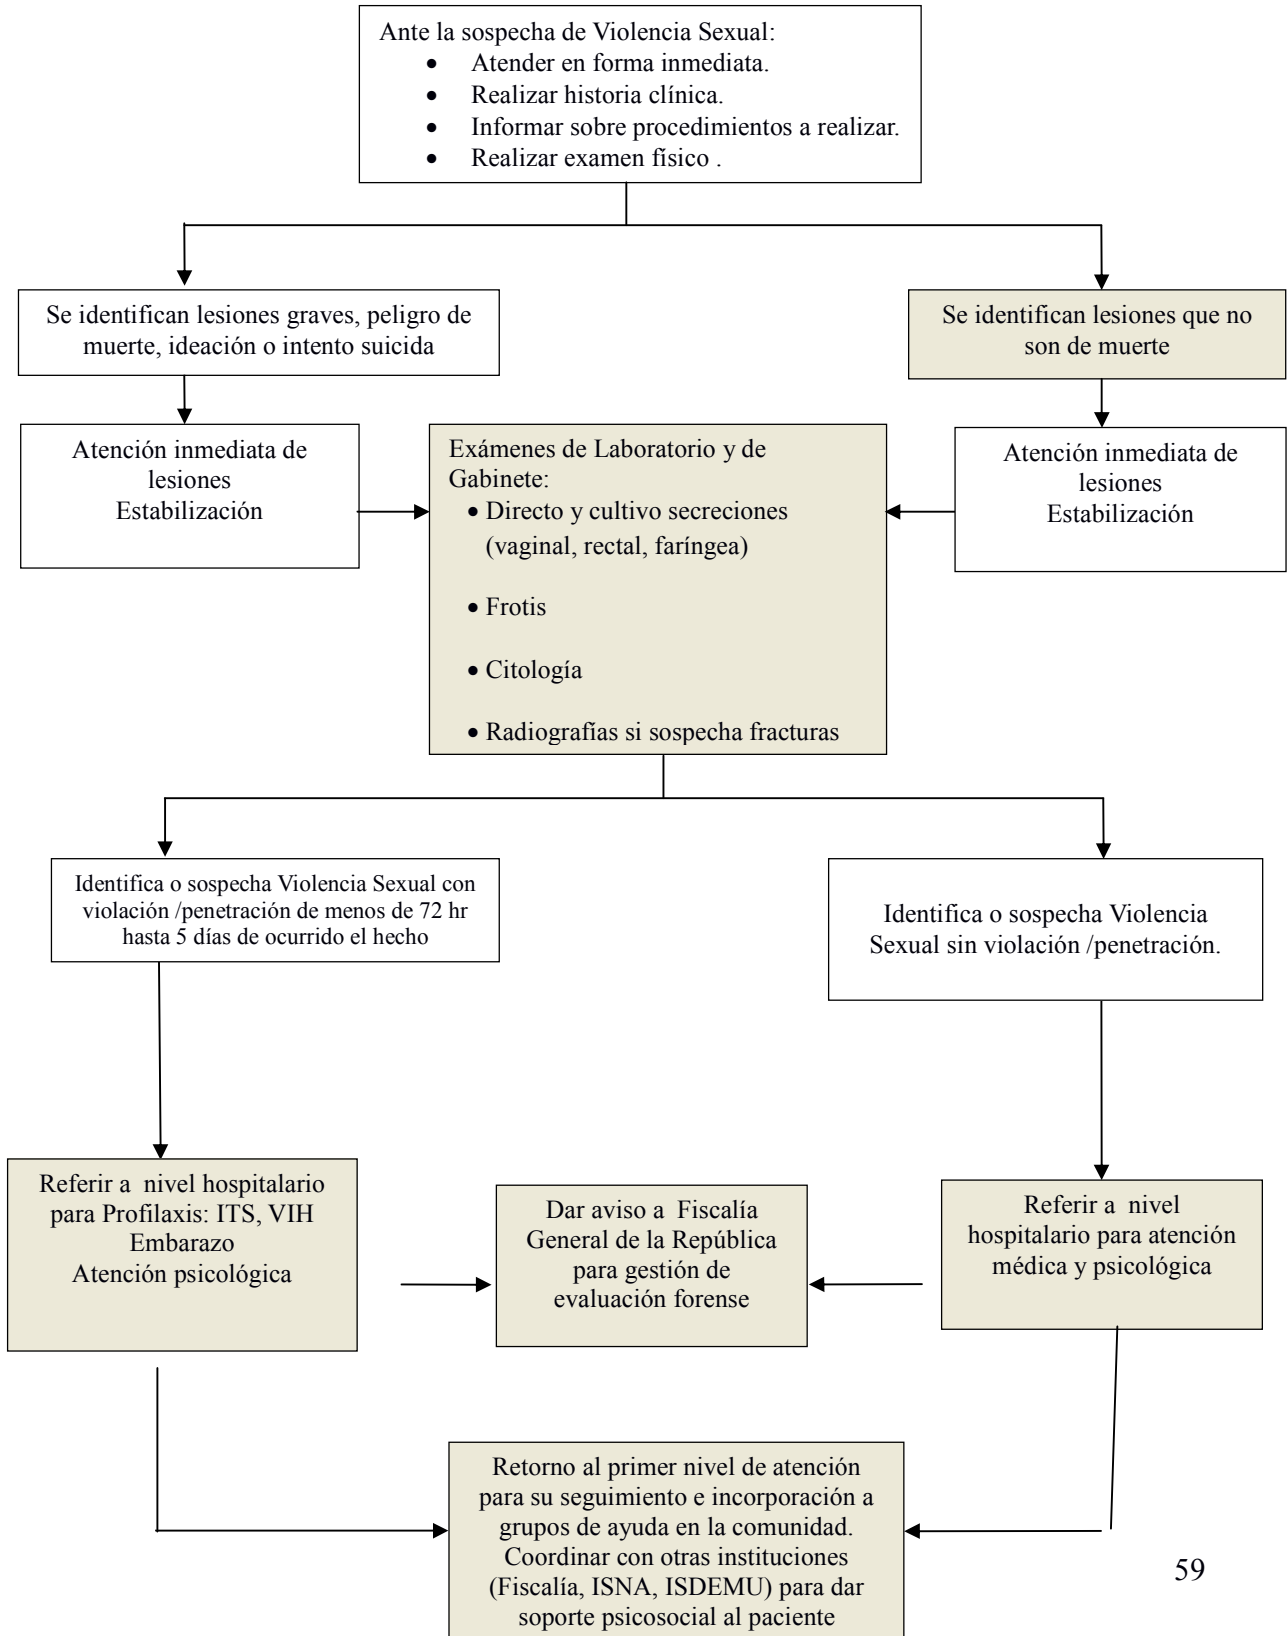 Ante la sospecha de Violencia Sexual:
• Atender en forma inmediata.
• Realizar historia clínica.
• Informar sobre procedimientos a realizar.
• Realizar examen físico .
Se identifican lesiones graves, peligro de
muerte, ideación o intento suicida
Se identifican lesiones que no
son de muerte
Atención inmediata de
lesiones
Estabilización
Exámenes de Laboratorio y de
Gabinete:
• Directo y cultivo secreciones
(vaginal, rectal, faríngea)
• Frotis
• Citología
• Radiografías si sospecha fracturas
Atención inmediata de
lesiones
Estabilización
Identifica o sospecha Violencia Sexual con
violación /penetración de menos de 72 hr
hasta 5 días de ocurrido el hecho
Identifica o sospecha Violencia
Sexual sin violación /penetración.
Referir a nivel hospitalario
para Profilaxis: ITS, VIH
Embarazo
Atención psicológica
Dar aviso a Fiscalía
General de la República
para gestión de
evaluación forense
Referir a nivel
hospitalario para atención
médica y psicológica
Retorno al primer nivel de atención
para su seguimiento e incorporación a
grupos de ayuda en la comunidad.
Coordinar con otras instituciones
(Fiscalía, ISNA, ISDEMU) para dar
soporte psicosocial al paciente
59